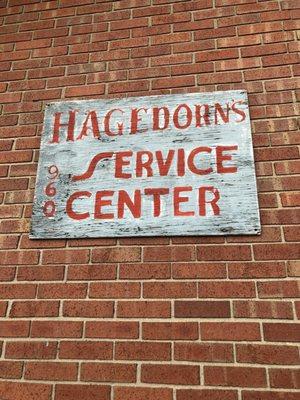 HAGEDORN'S
SERVICE
CENTER
960